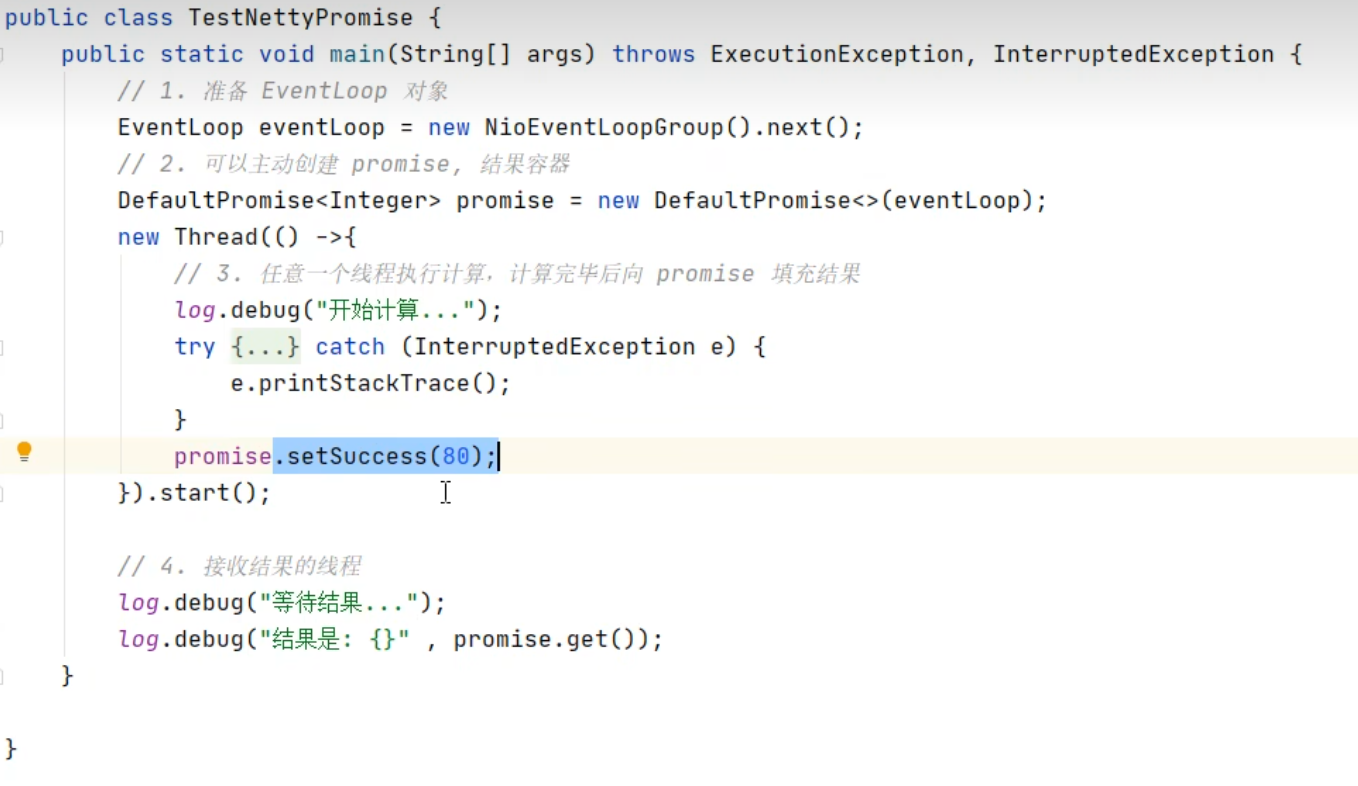 public class TestNettyPromise {
public static void main(String[] args) throws ExecutionException, InterruptedException {
// 1. 准备 EventLoop 对象
EventLoop eventLoop = new NioEventLoopGroup().next();
// 2. 可以主动创建 promise, 结果容器
DefaultPromise<Integer> promise = new DefaultPromise<>(eventLoop);
new Thread(() ->{
// 3. 任意一个线程执行计算，计算完毕后向 promise 填充结果
log.debug("开始计算...");
try {...} catch (InterruptedException e) {
e.printStackTrace();
}
promise.setSuccess(80);
}).start();
// 4. 接收结果的线程
log.debug("等待结果...");
log.debug("结果是: {}" , promise.get());
}
}